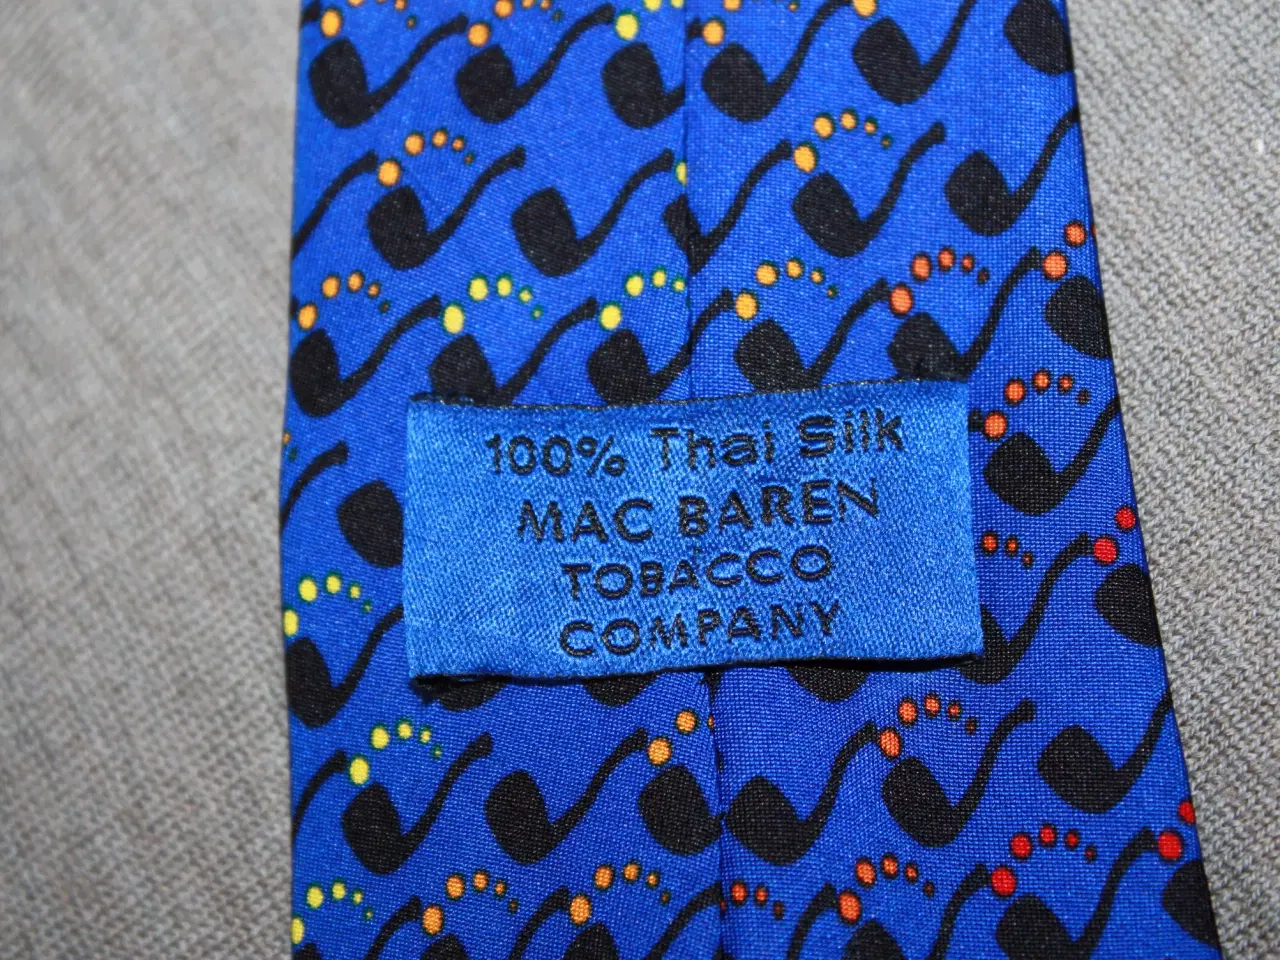 100% Thai Silk
MAC BAREN
TOBACCO
COMPANY